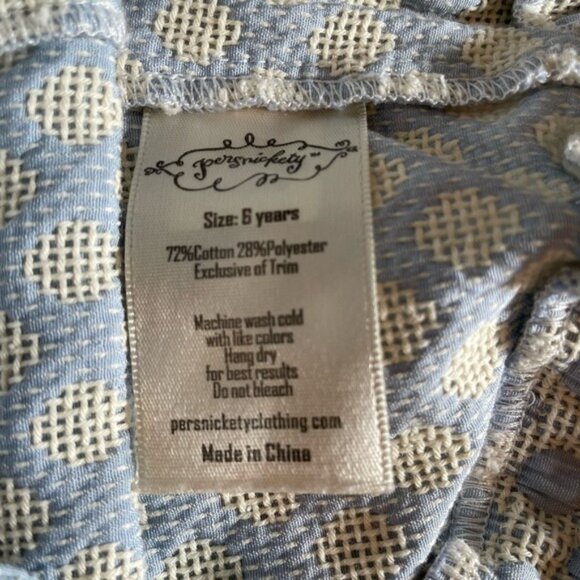 persnickety™
Size: 6 years
72%Cotton 28%Polyester
Exclusive of Trim
Machine wash cold
with like colors
Hang dry
for best results
Do not bleach
persnicketyclothing.com
Made in China